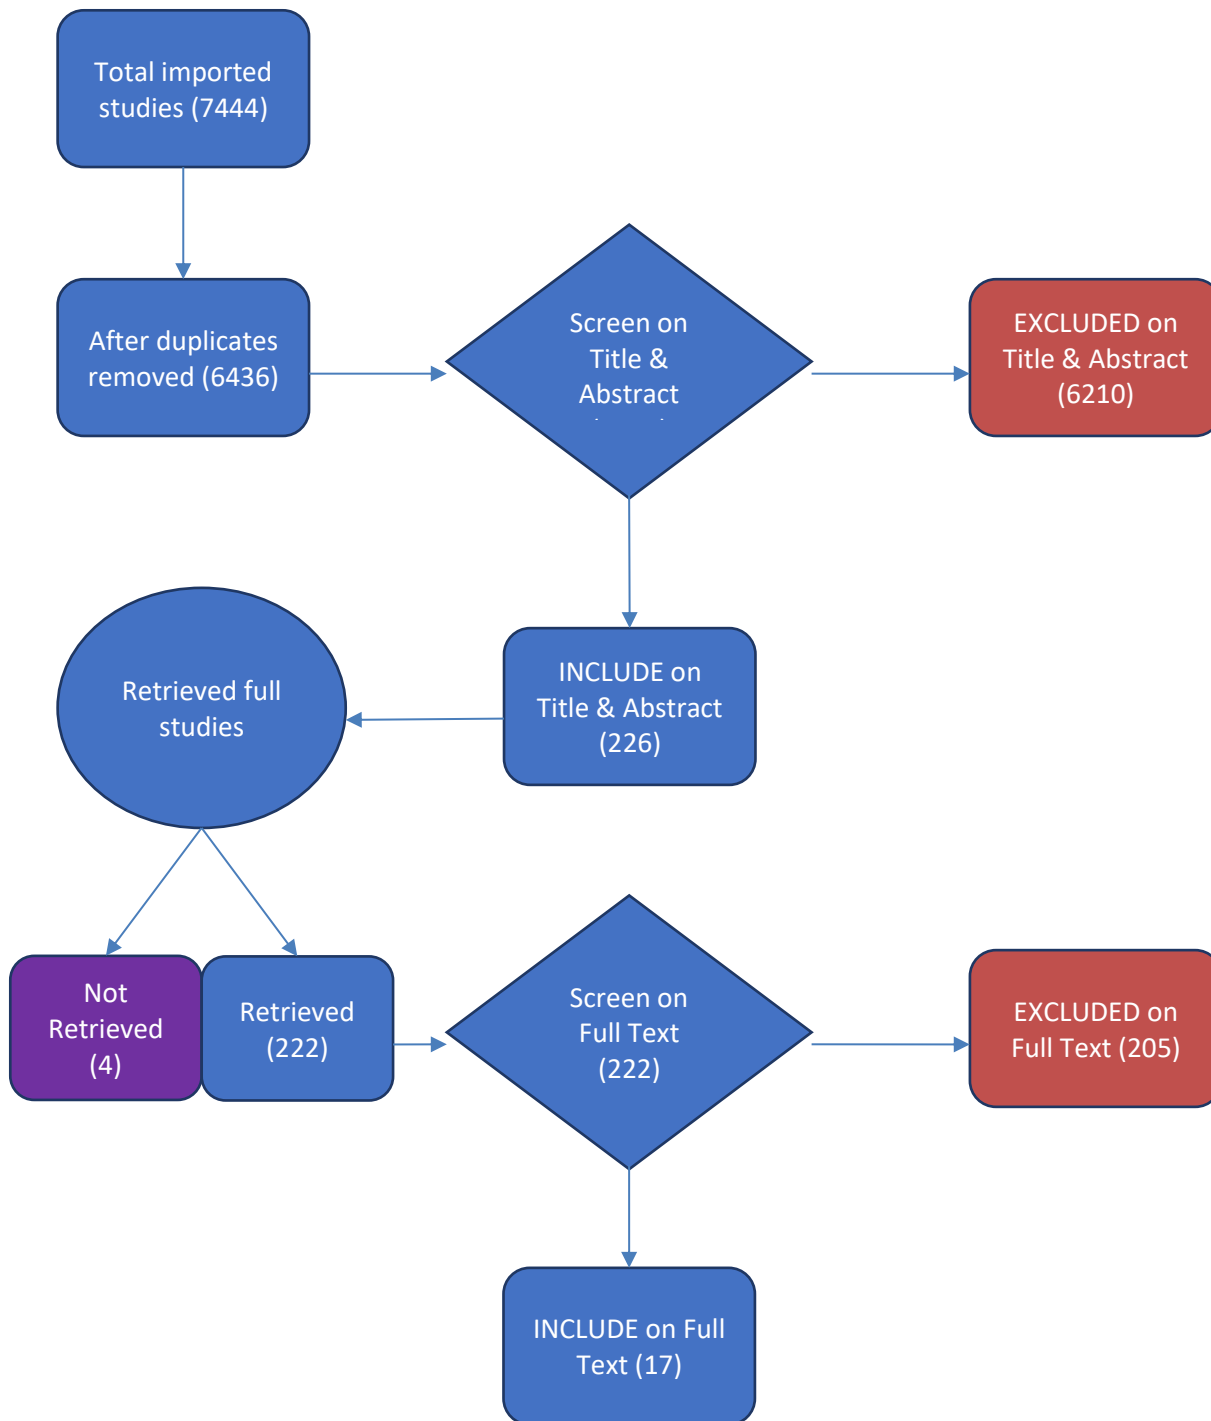 Total imported
studies (7444)
After duplicates
removed (6436)
Screen on
Title &
Abstract
EXCLUDED on
Title & Abstract
(6210)
INCLUDE on
Title & Abstract
(226)
Retrieved full
studies
Not
Retrieved
(4)
Retrieved
(222)
Screen on
Full Text
(222)
EXCLUDED on
Full Text (205)
INCLUDE on Full
Text (17)